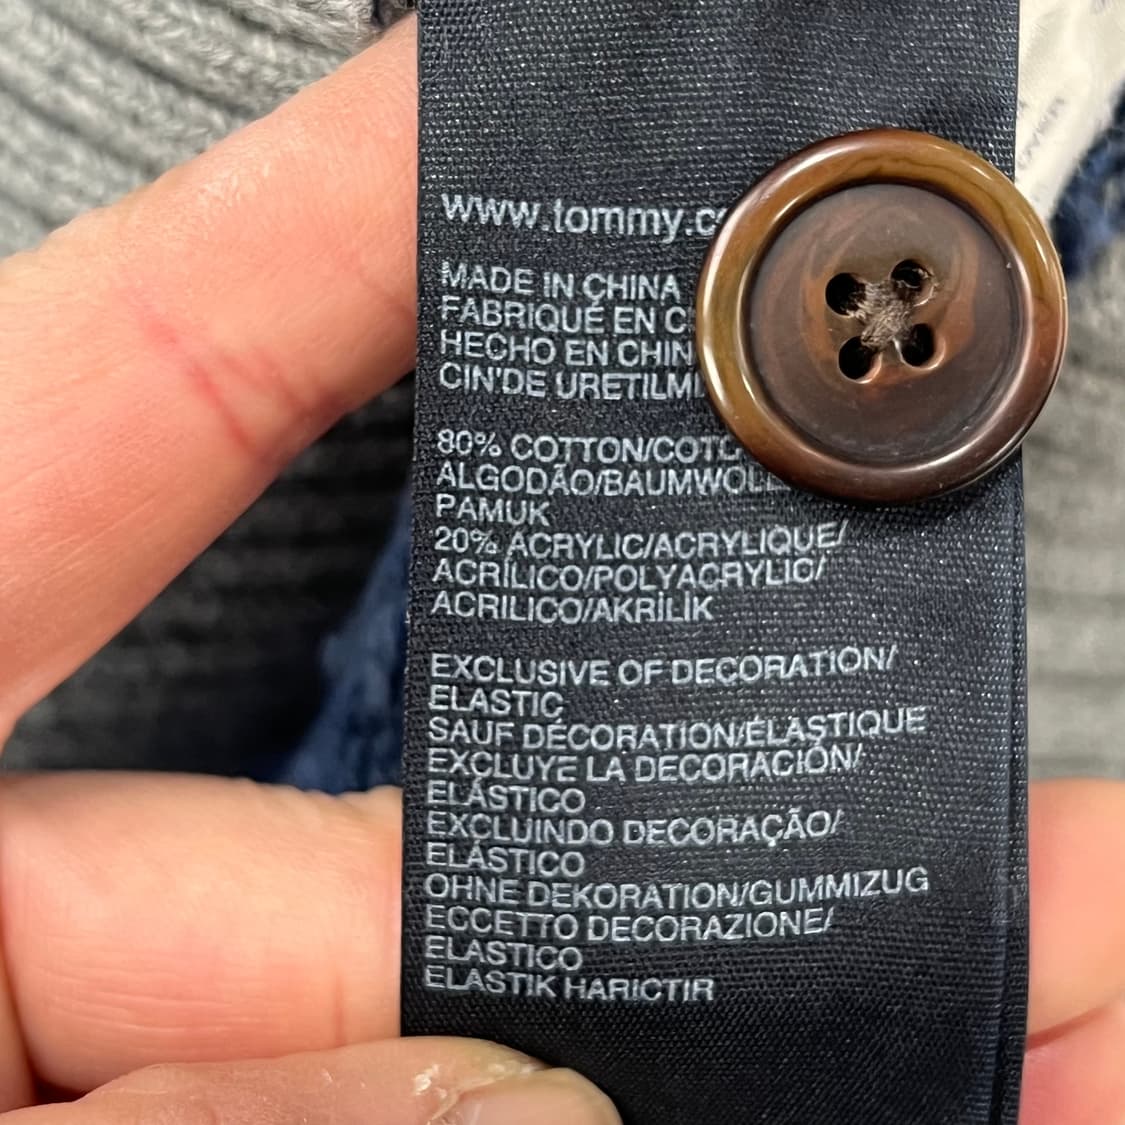 www.tommy.c
MADE IN CHINA
FABRIQUÉ EN C
HECHO EN CHIN
CIN'DE URETILMI
80% COTTON/COTO
ALGODÃO/BAUMWOLL
PAMUK
20% ACRYLIC/ACRYLIQUE/
ACRÍLICO/POLYACRYLIC/
ACRILICO/AKRİLİK
EXCLUSIVE OF DECORATION/
ELASTIC
SAUF DÉCORATION/ÉLASTIQUE
EXCLUYE LA DECORACIÓN/
ELÁSTICO
EXCLUINDO DECORAÇÃO/
ELÁSTICO
OHNE DEKORATION/GUMMIZUG
ECCETTO DECORAZIONE/
ELASTICO
ELASTIK HARICTIR